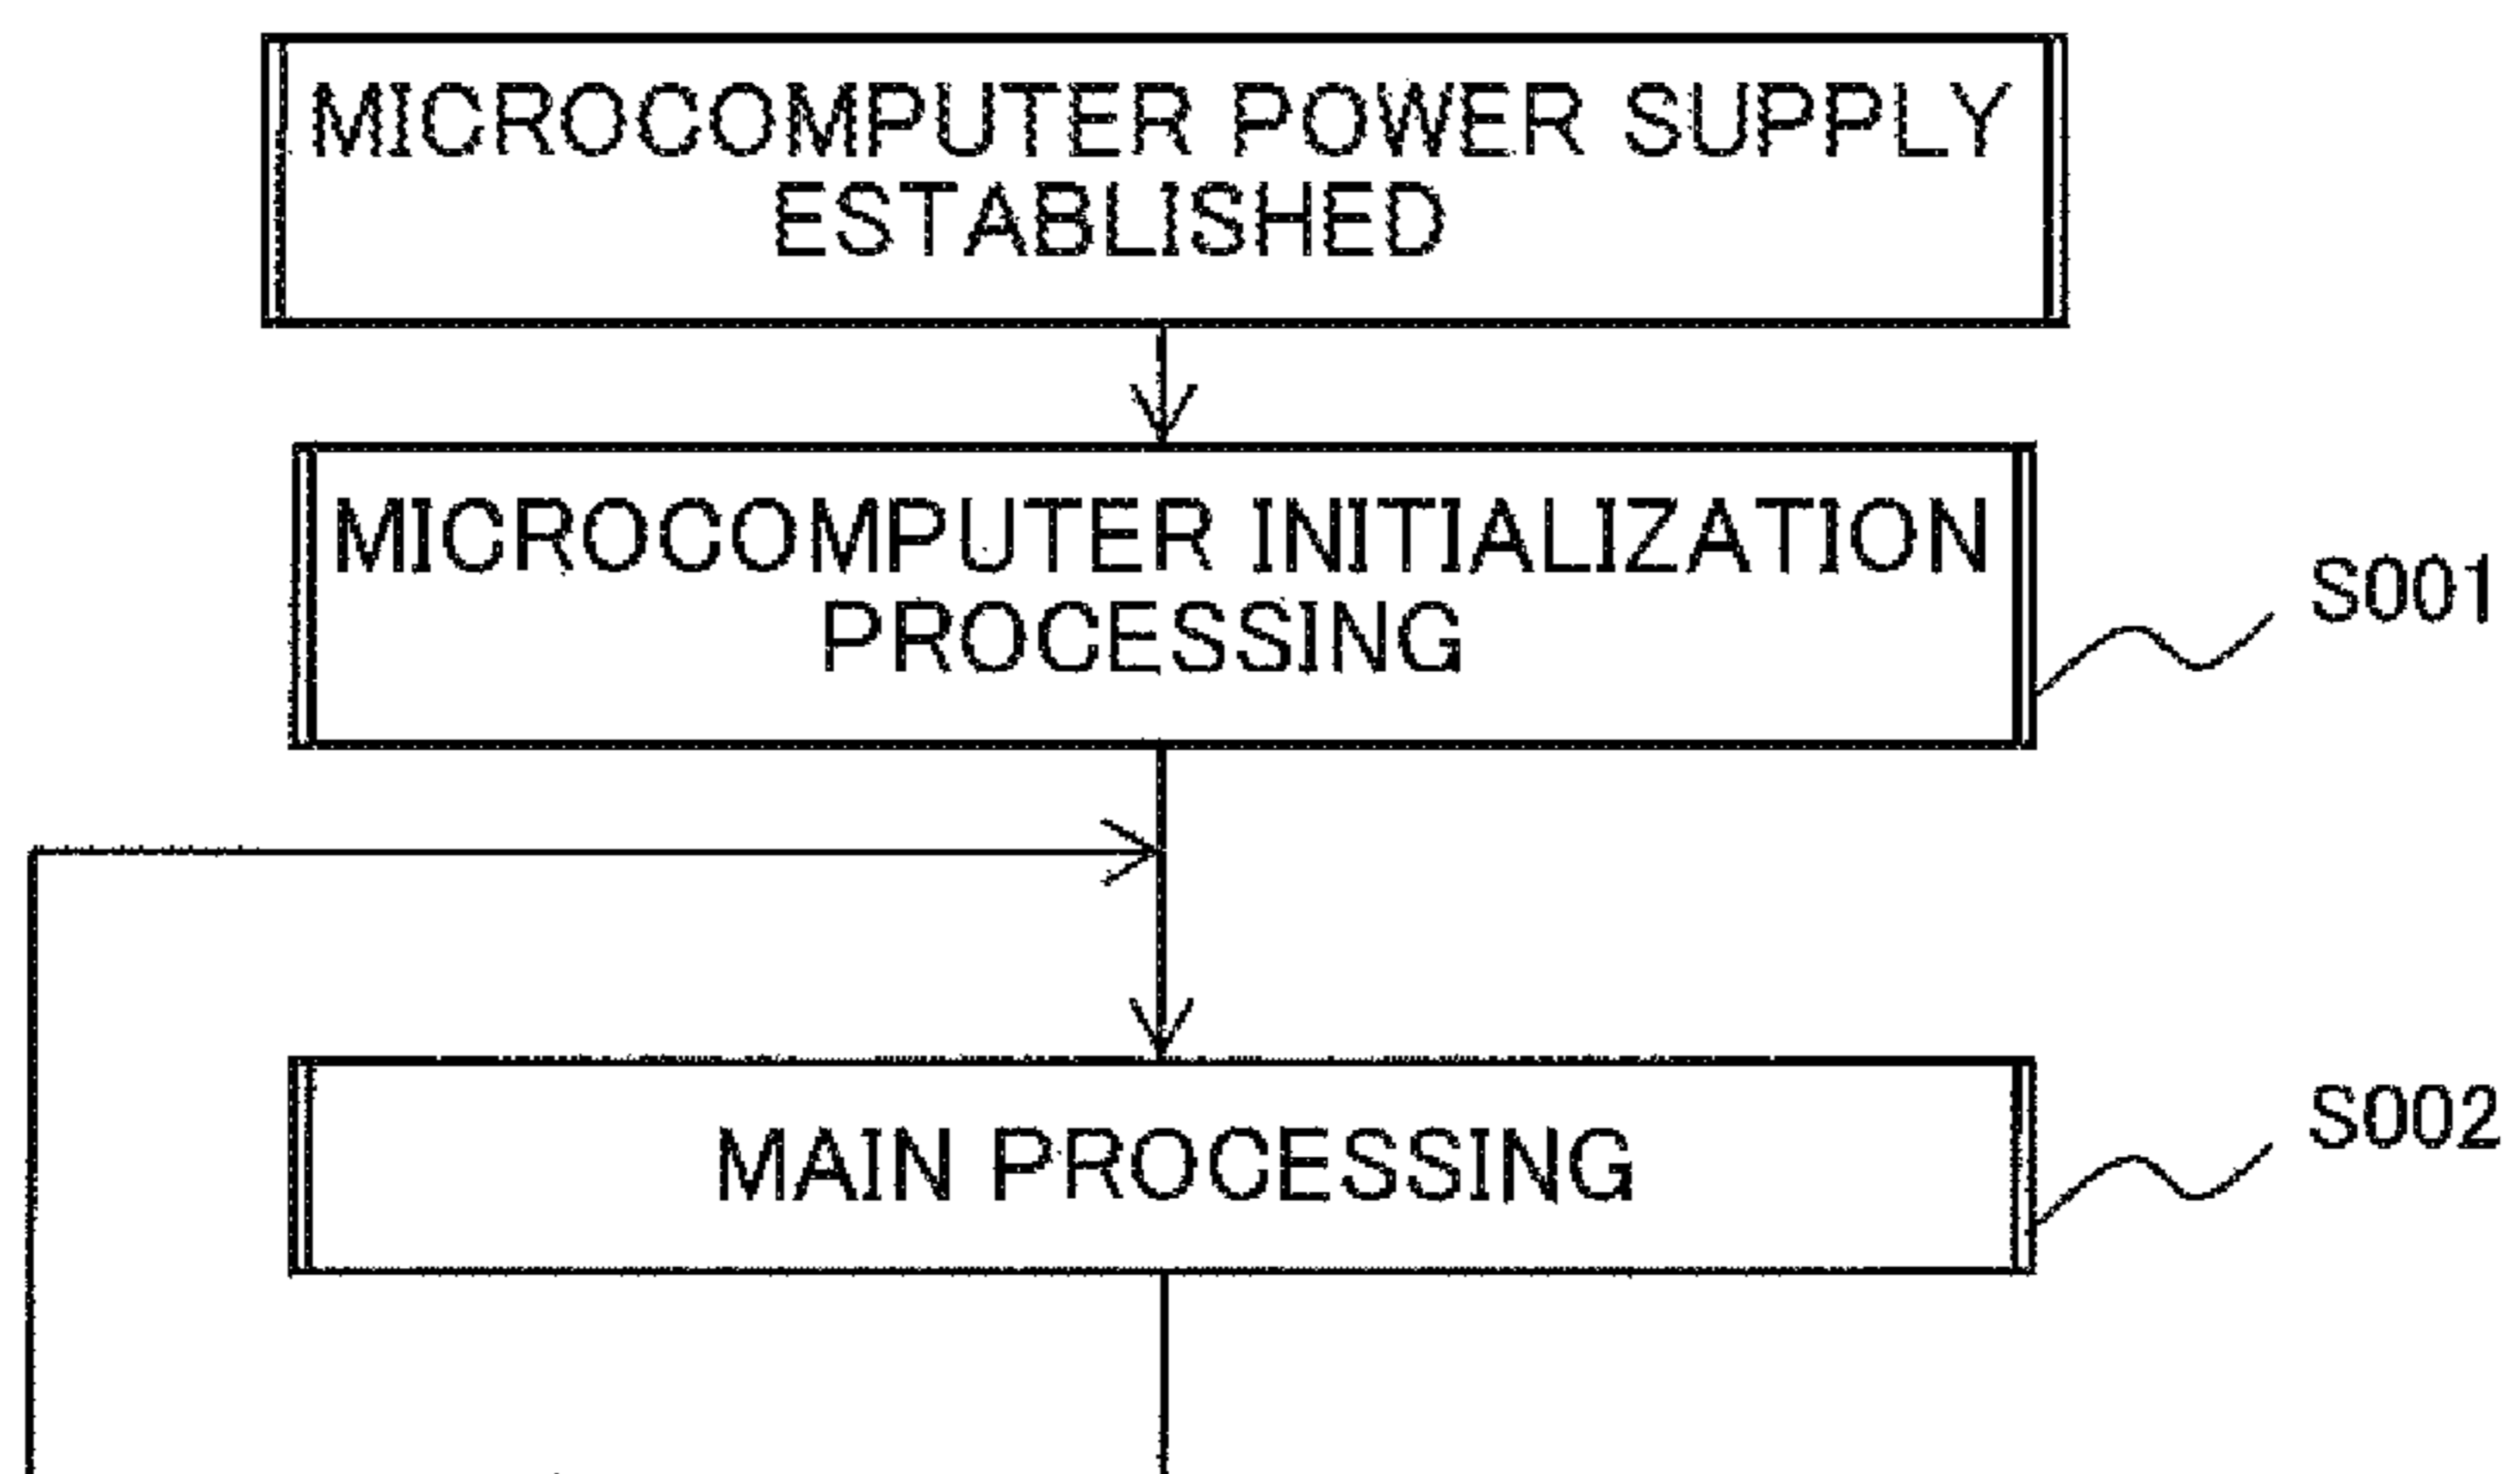 MICROCOMPUTER POWER SUPPLY
ESTABLISHED
MICROCOMPUTER INITIALIZATION
PROCESSING
S001
MAIN PROCESSING
S002